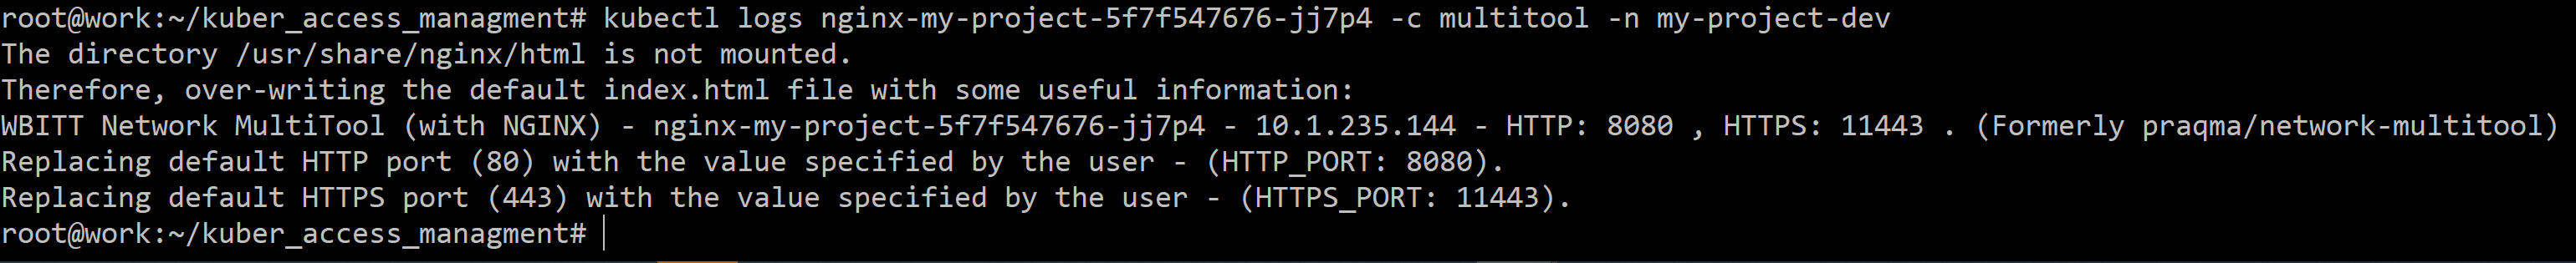 root@work:~/kuber_access_managment# kubectl logs nginx-my-project-5f7f547676-jj7p4 -c multitool -n my-project-dev
The directory /usr/share/nginx/html is not mounted.
Therefore, over-writing the default index.html file with some useful information:
WBITT Network MultiTool (with NGINX) - nginx-my-project-5f7f547676-jj7p4 - 10.1.235.144 - HTTP: 8080 , HTTPS: 11443 . (Formerly praqma/network-multitool)
Replacing default HTTP port (80) with the value specified by the user - (HTTP_PORT: 8080).
Replacing default HTTPS port (443) with the value specified by the user - (HTTPS_PORT: 11443).
root@work:~/kuber_access_managment#